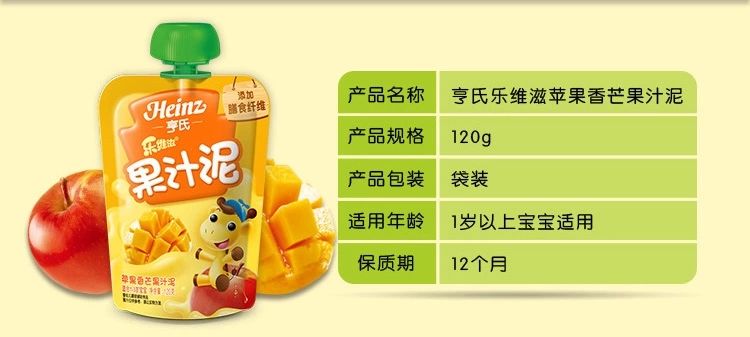 Heinz
亨氏
添加
膳食纤维
乐维滋
果汁泥
苹果香芒果汁泥
产品名称 亨氏乐维滋苹果香芒果汁泥
产品规格 120g
产品包装 袋装
适用年龄 1岁以上宝宝适用
保质期 12个月